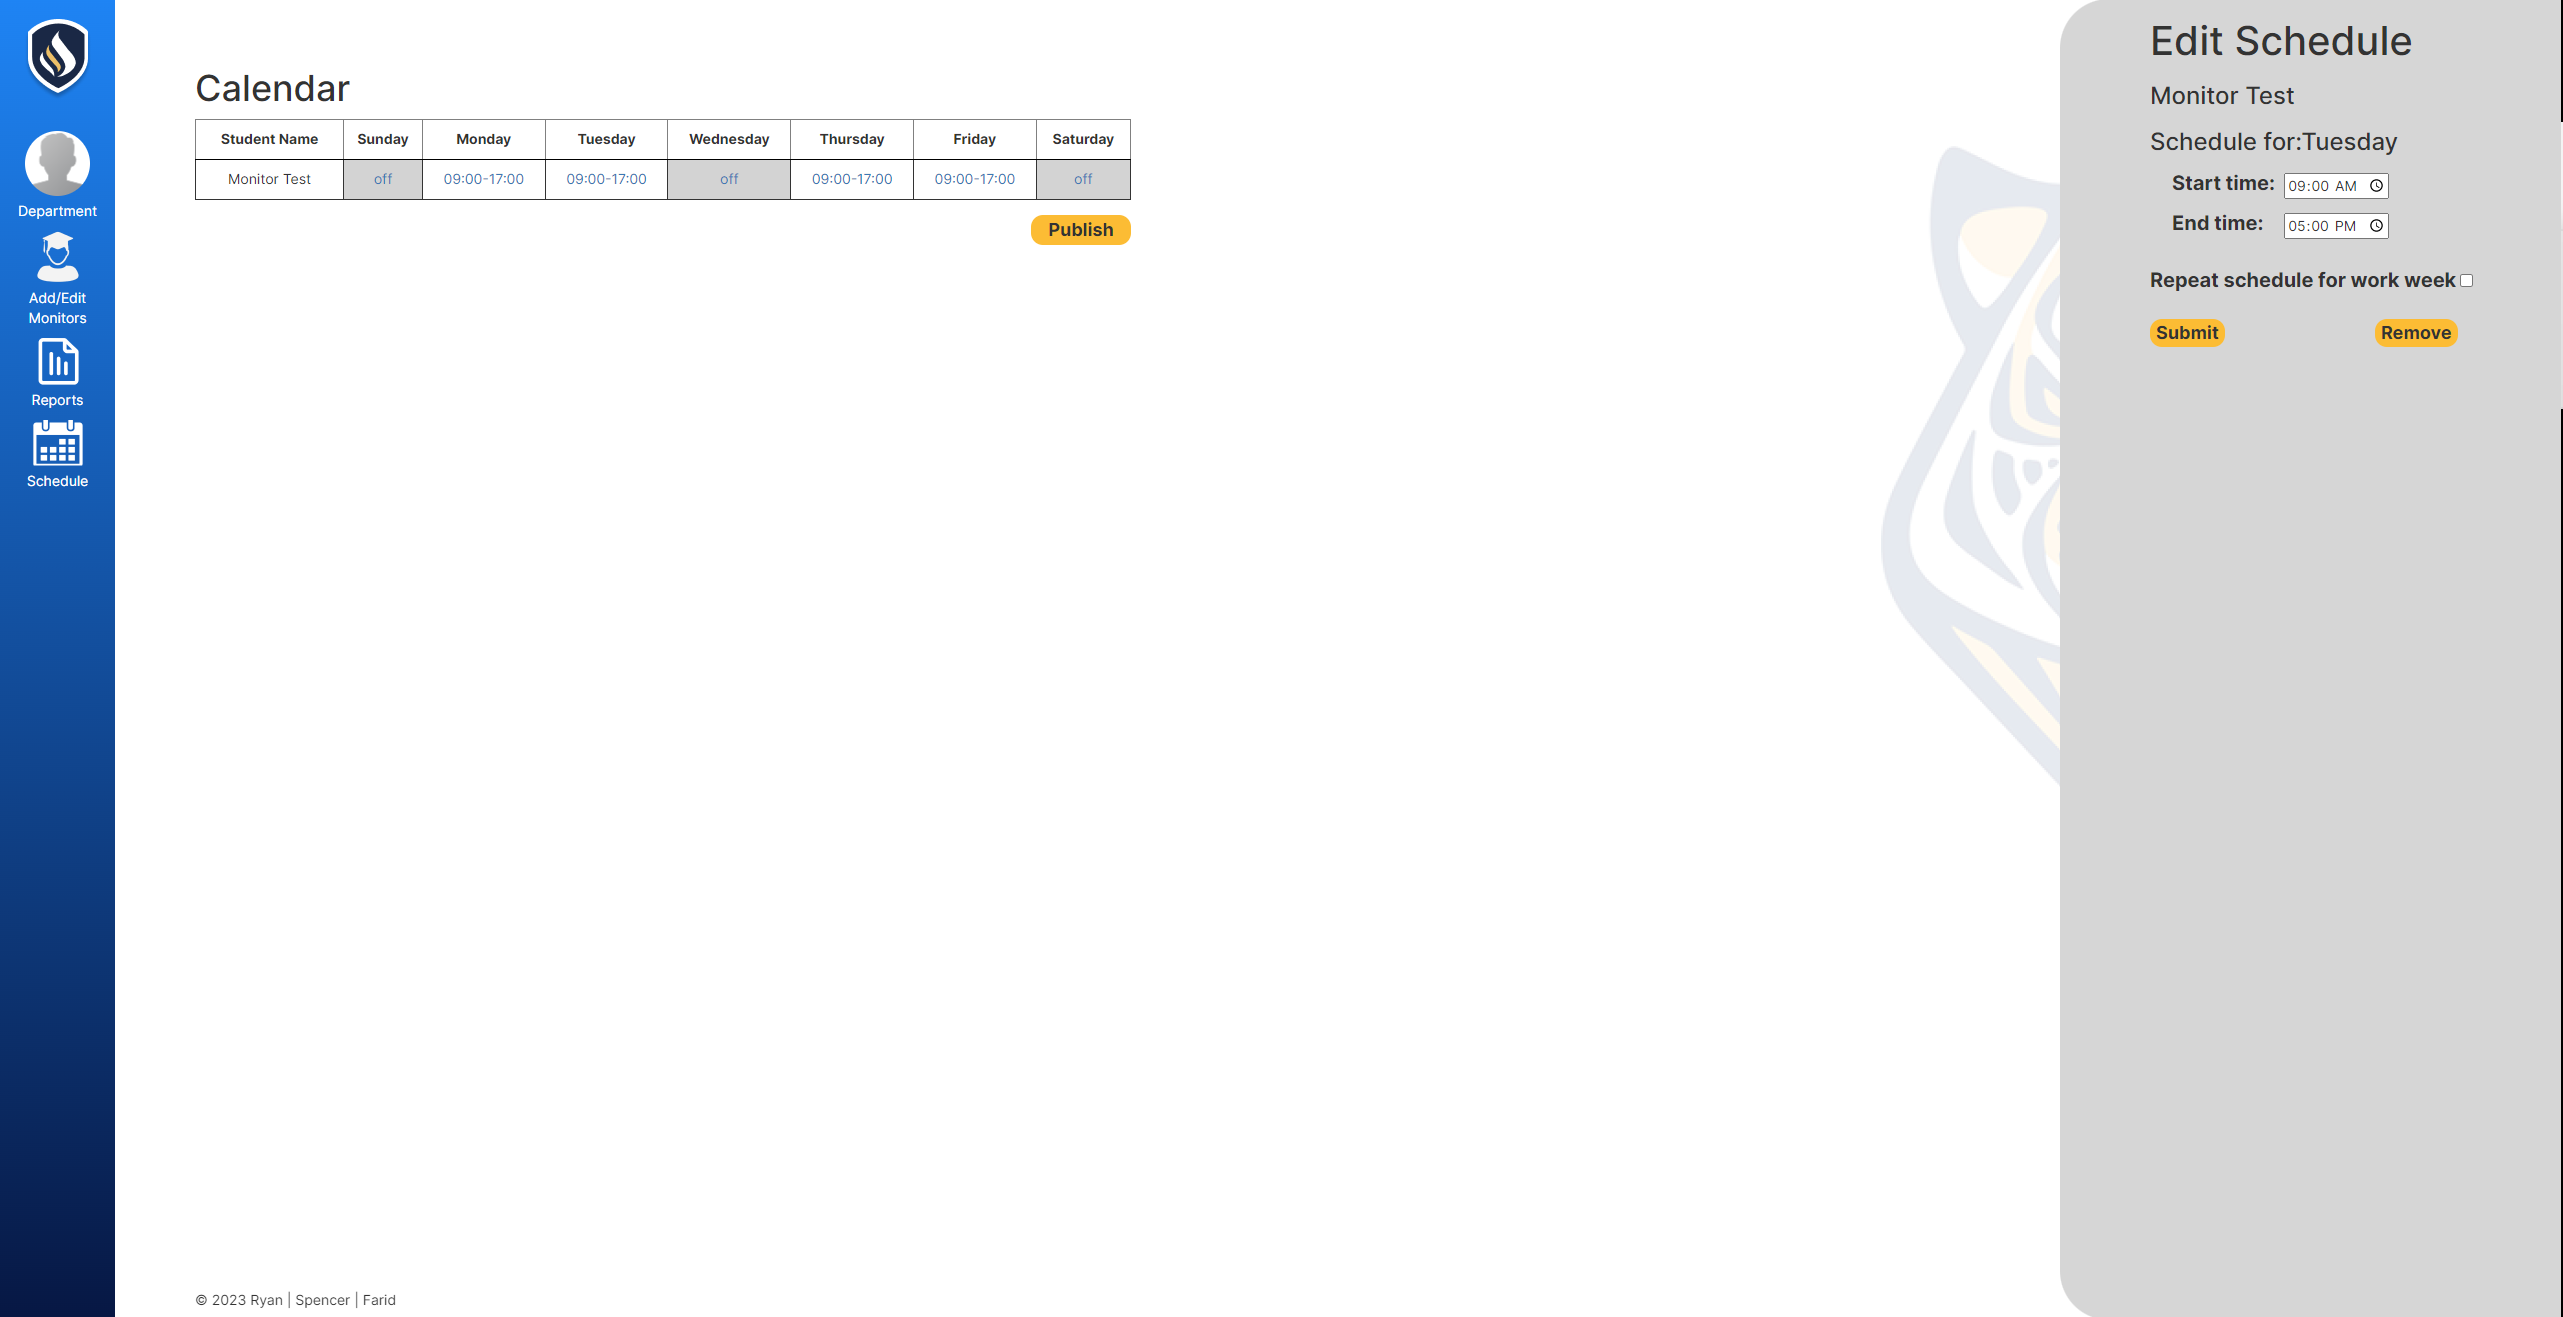 Department
Add/Edit
Monitors
Reports
Schedule
Calendar
Student Name Sunday Monday Tuesday Wednesday Thursday Friday Saturday
Monitor Test off 09:00-17:00 09:00-17:00 off 09:00-17:00 09:00-17:00 off
Publish
© 2023 Ryan | Spencer | Farid
Edit Schedule
Monitor Test
Schedule for:Tuesday
Start time: 09:00 AM
End time: 05:00 PM
Repeat schedule for work week
Submit Remove